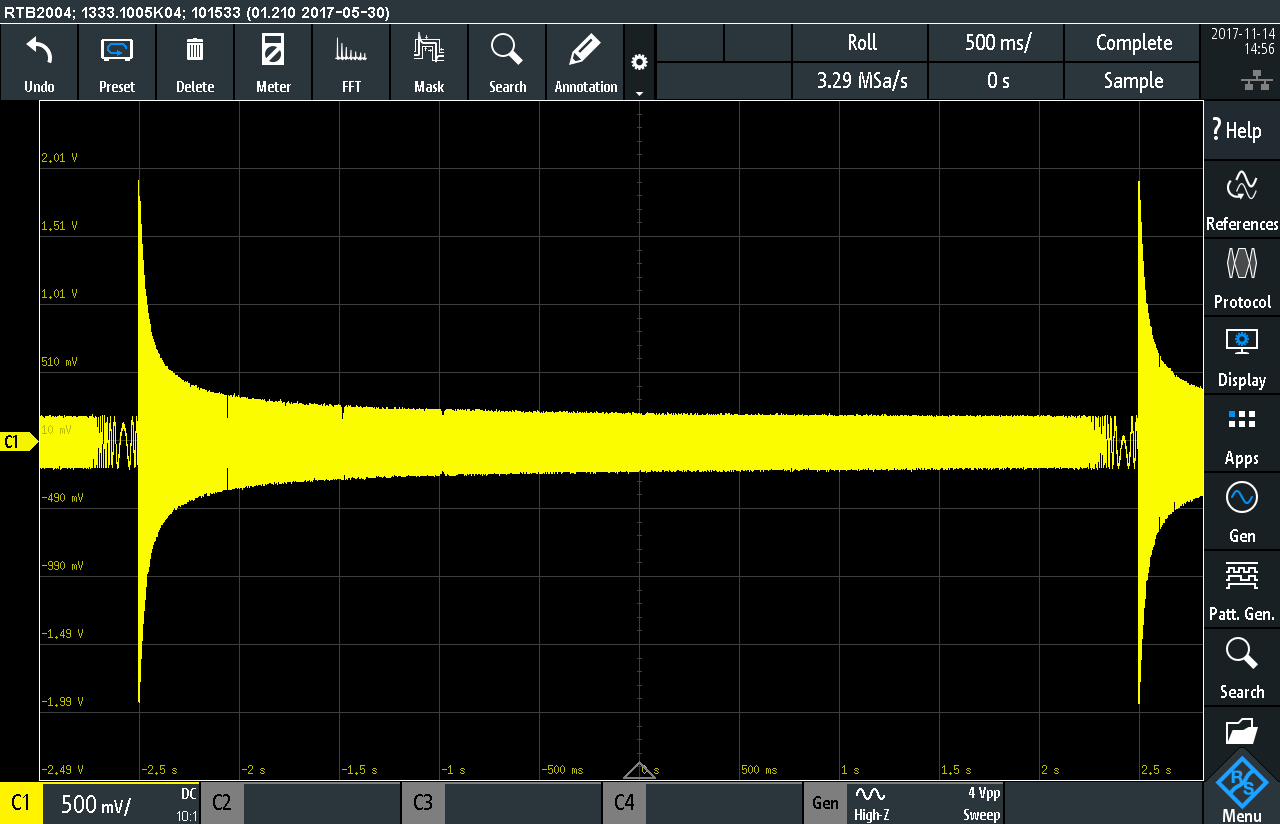 RTB2004; 1333.1005K04; 101533 (01.210 2017-05-30)
Undo
Preset
Delete
Meter
FFT
Mask
Search
Annotation
Roll
500 ms/
Complete
3.29 MSa/s
0 s
Sample
2017-11-14
14:56
? Help
References
Protocol
Display
Apps
Gen
Patt. Gen.
Search
R&S
Menu
2.01 V
1.51 V
1.01 V
510 mV
C1
10 mV
-490 mV
-990 mV
-1.49 V
-1.99 V
-2.49 V
-2.5 s
-2 s
-1.5 s
-1 s
-500 ms
0 s
500 ms
1 s
1.5 s
2 s
2.5 s
C1
500 mV/
DC
10:1
C2
C3
C4
Gen
High-Z
4 Vpp
Sweep